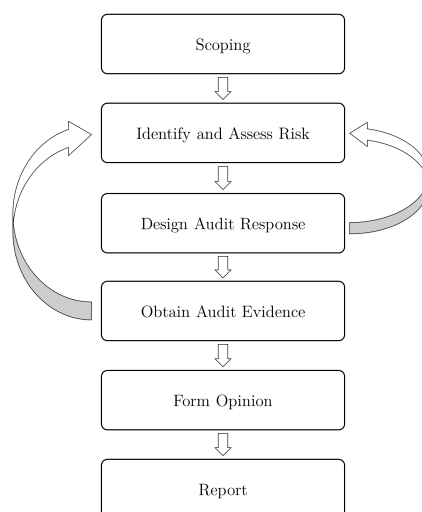 Scoping
Identify and Assess Risk
Design Audit Response
Obtain Audit Evidence
Form Opinion
Report